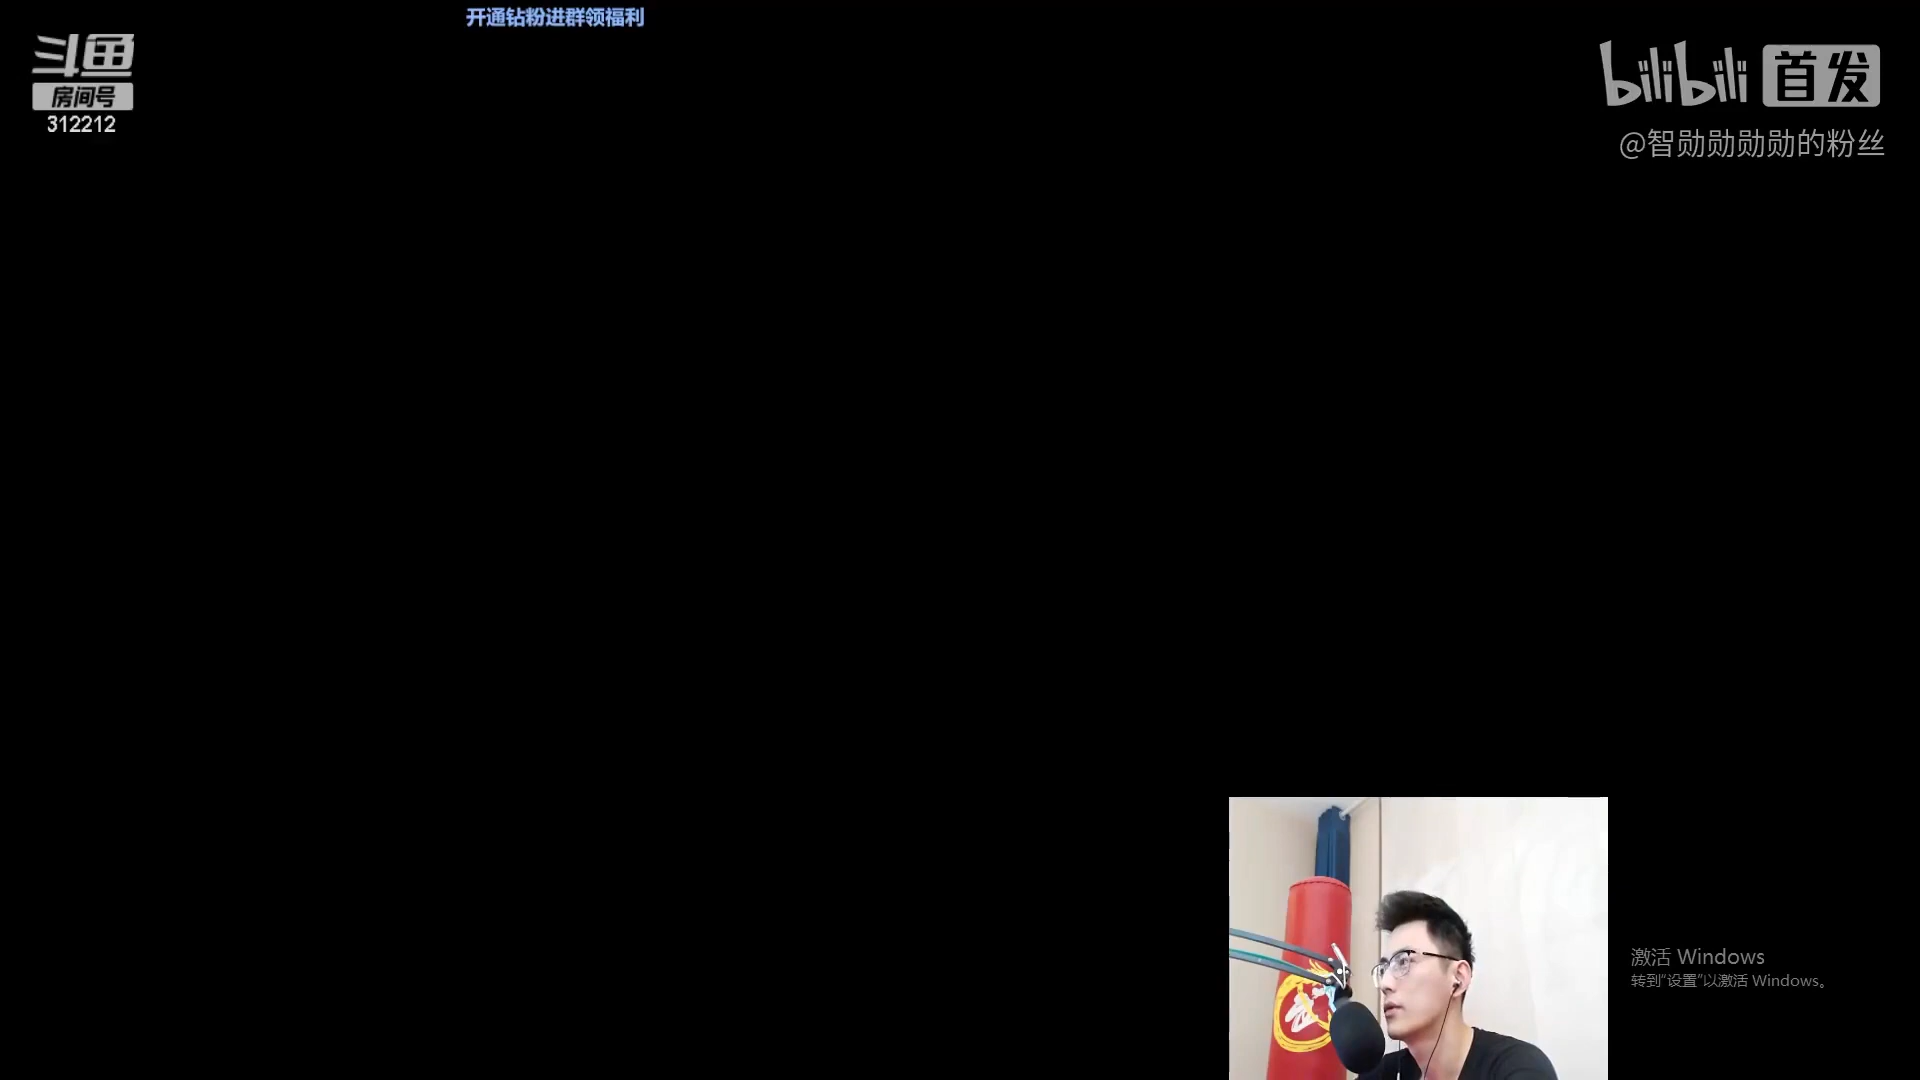 开通钻粉进群领福利
斗鱼
房间号
312212
bilibili 首发
@智勋勋勋勋的粉丝
激活 Windows
转到“设置”以激活 Windows。